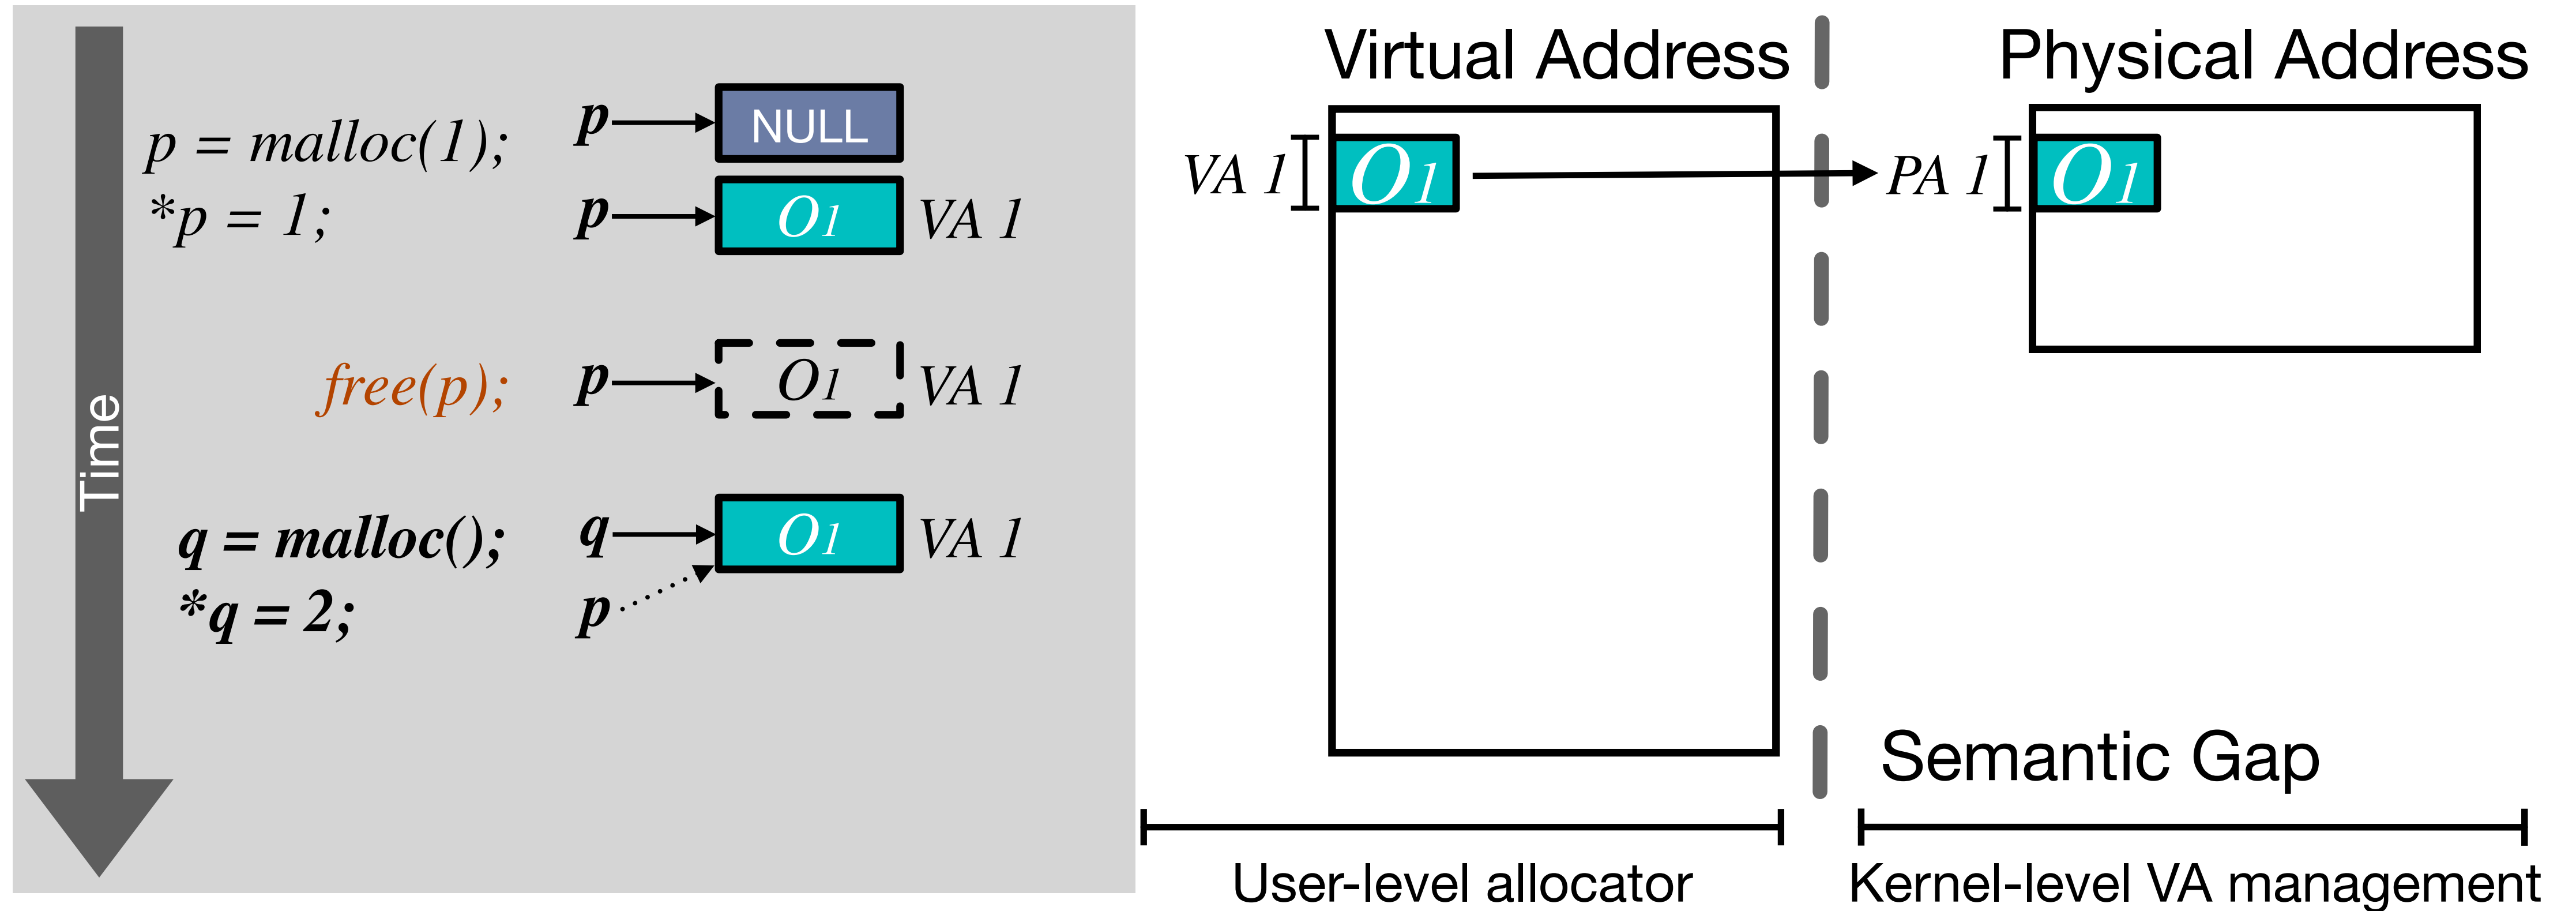 Time
p = malloc(1);
*p = 1;
p NULL
p O1 VA 1
free(p);
p O1 VA 1
q = malloc();
*q = 2;
q O1 VA 1
p
Virtual Address
VA 1 O1
User-level allocator
Physical Address
PA 1 O1
Semantic Gap
Kernel-level VA management